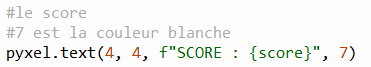 #le score
#7 est la couleur blanche
pyxel.text(4, 4, f"SCORE : {score}", 7)